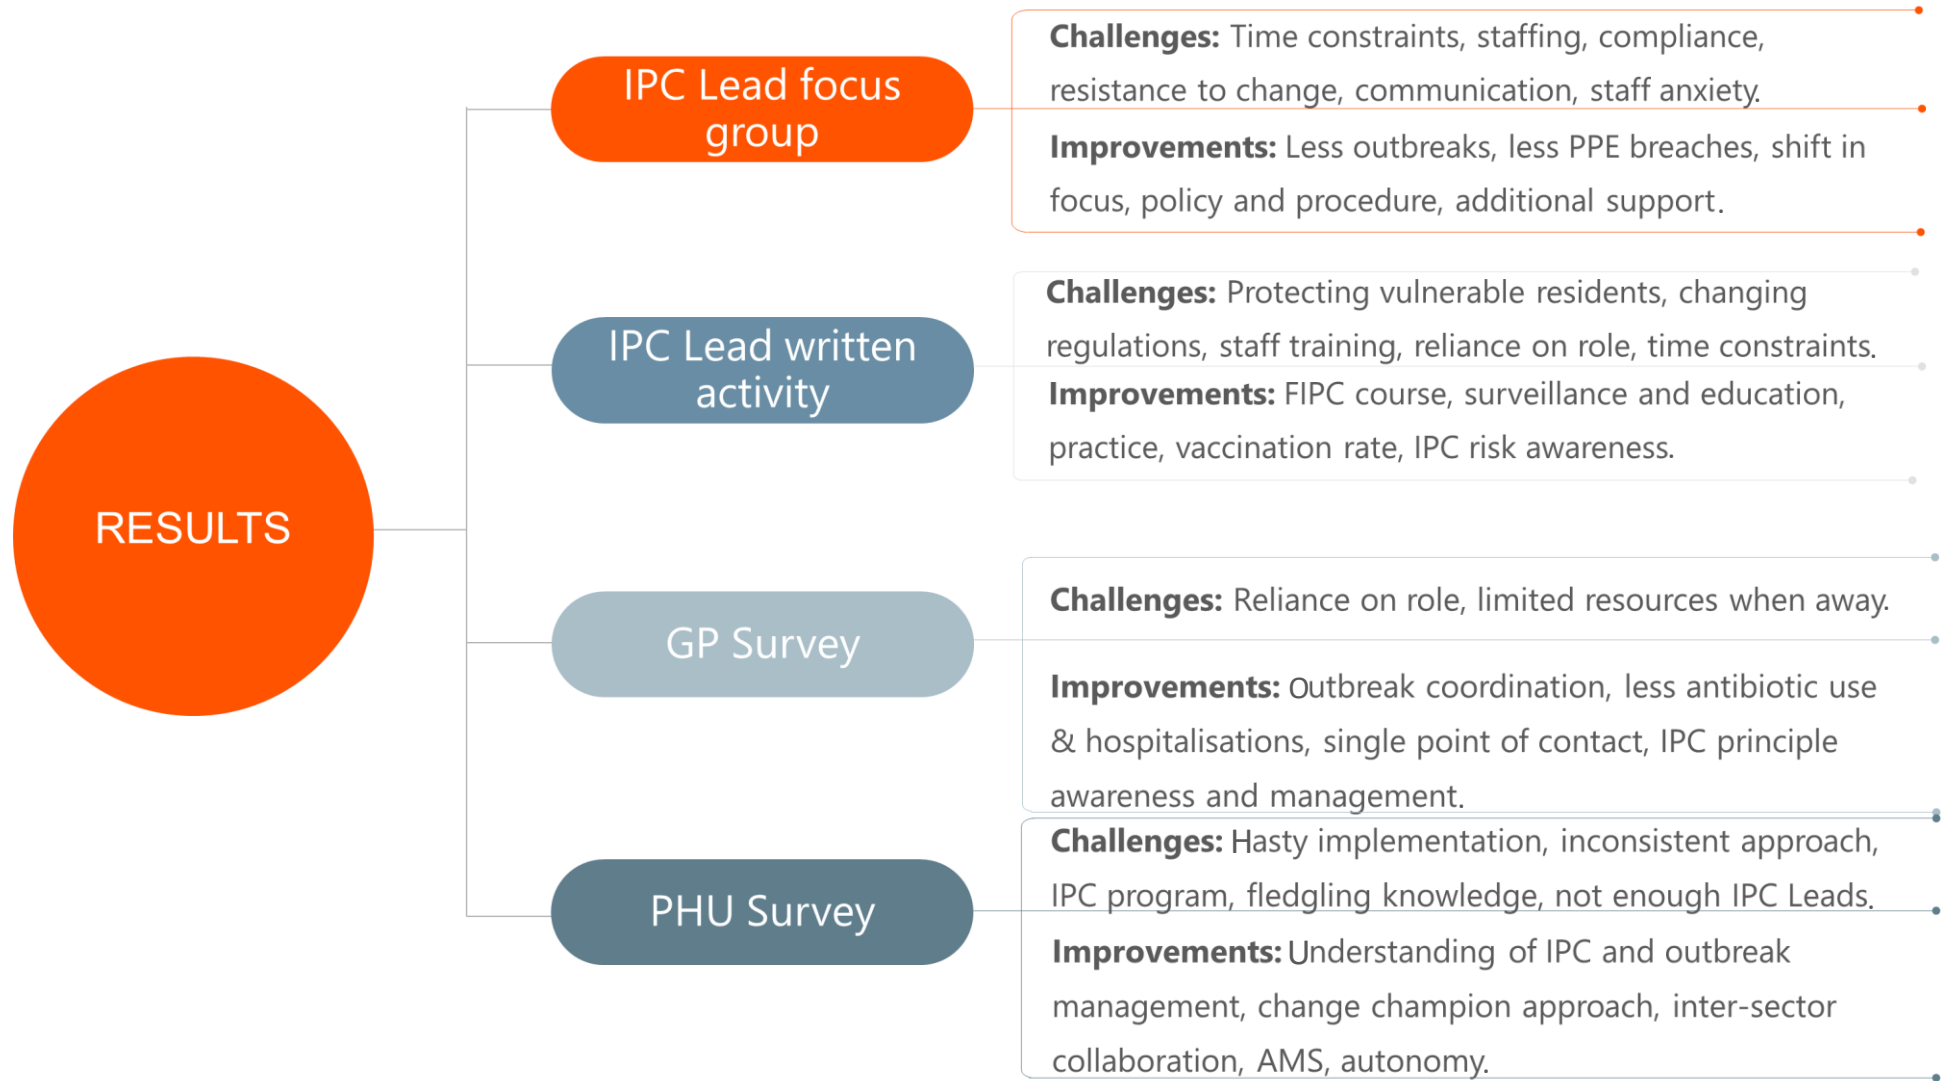 RESULTS
IPC Lead focus
group
Challenges: Time constraints, staffing, compliance,
resistance to change, communication, staff anxiety.
Improvements: Less outbreaks, less PPE breaches, shift in
focus, policy and procedure, additional support.
IPC Lead written
activity
Challenges: Protecting vulnerable residents, changing
regulations, staff training, reliance on role, time constraints.
Improvements: FIPC course, surveillance and education,
practice, vaccination rate, IPC risk awareness.
GP Survey
Challenges: Reliance on role, limited resources when away.
Improvements: Outbreak coordination, less antibiotic use
& hospitalisations, single point of contact, IPC principle
awareness and management.
PHU Survey
Challenges: Hasty implementation, inconsistent approach,
IPC program, fledgling knowledge, not enough IPC Leads.
Improvements: Understanding of IPC and outbreak
management, change champion approach, inter-sector
collaboration, AMS, autonomy.